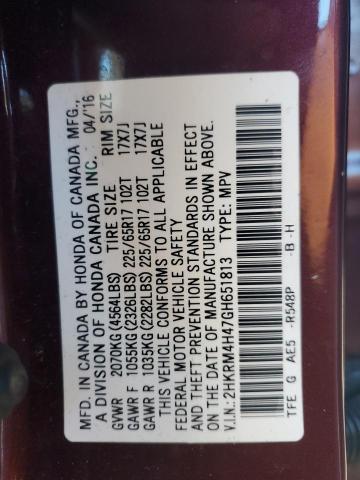 MFD. IN CANADA BY HONDA OF CANADA MFG.,
A DIVISION OF HONDA CANADA INC. 04/16
GVWR 2070KG (4564LBS) TIRE SIZE RIM SIZE
GAWR F 1055KG (2326LBS) 225/65R17 102T 17X7J
GAWR R 1035KG (2282LBS) 225/65R17 102T 17X7J
THIS VEHICLE CONFORMS TO ALL APPLICABLE
FEDERAL MOTOR VEHICLE SAFETY
AND THEFT PREVENTION STANDARDS IN EFFECT
ON THE DATE OF MANUFACTURE SHOWN ABOVE.
V.I.N.: 2HKRM4H47GH651813 TYPE: MPV
TFE G AE5 -R548P -B -H